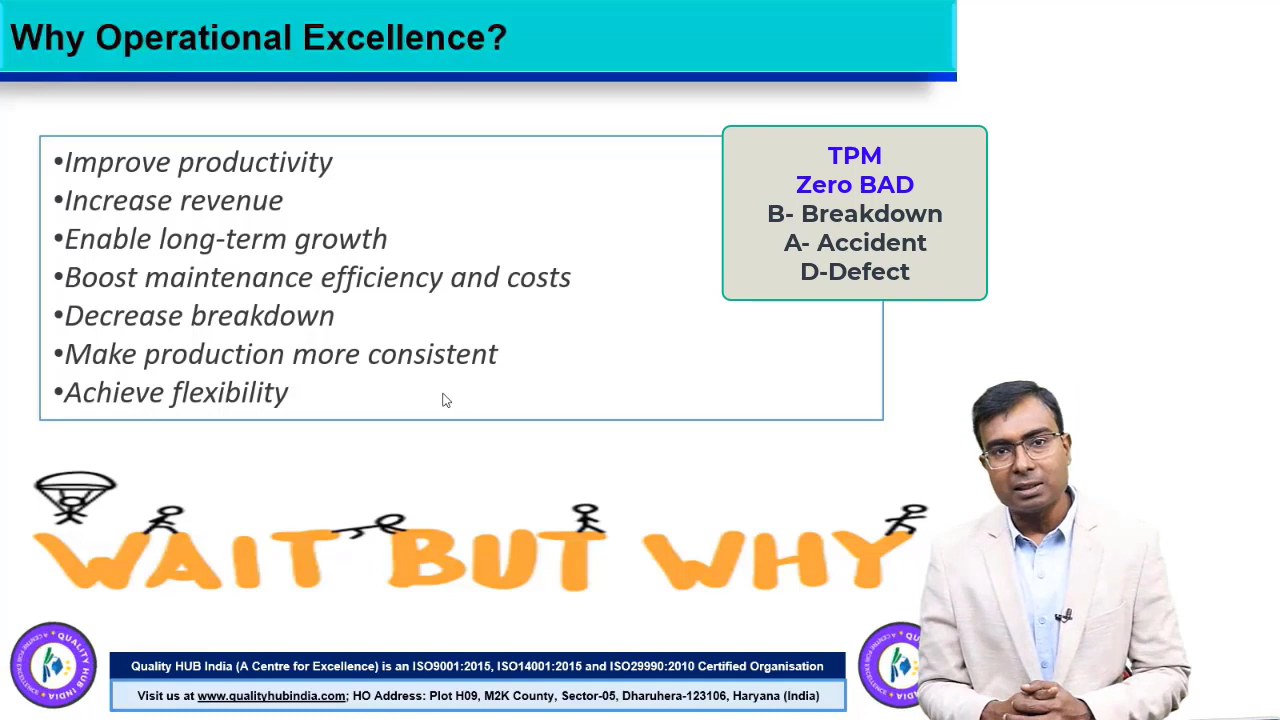 Why Operational Excellence?
•Improve productivity
•Increase revenue
•Enable long-term growth
•Boost maintenance efficiency and costs
•Decrease breakdown
•Make production more consistent
•Achieve flexibility
TPM
Zero BAD
B- Breakdown
A- Accident
D-Defect
WAIT BUT WHY
QUALITY HUB INDIA
Quality HUB India (A Centre for Excellence) is an ISO9001:2015, ISO14001:2015 and ISO29990:2010 Certified Organisation
Visit us at www.qualityhubindia.com; HO Address: Plot H09, M2K County, Sector-05, Dharuhera-123106, Haryana (India)